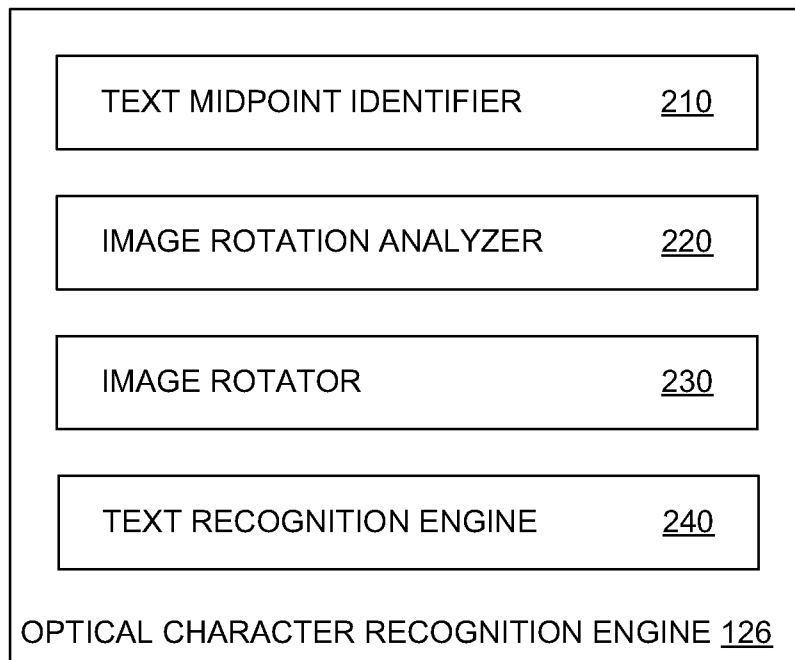 TEXT MIDPOINT IDENTIFIER 210
IMAGE ROTATION ANALYZER 220
IMAGE ROTATOR 230
TEXT RECOGNITION ENGINE 240
OPTICAL CHARACTER RECOGNITION ENGINE 126